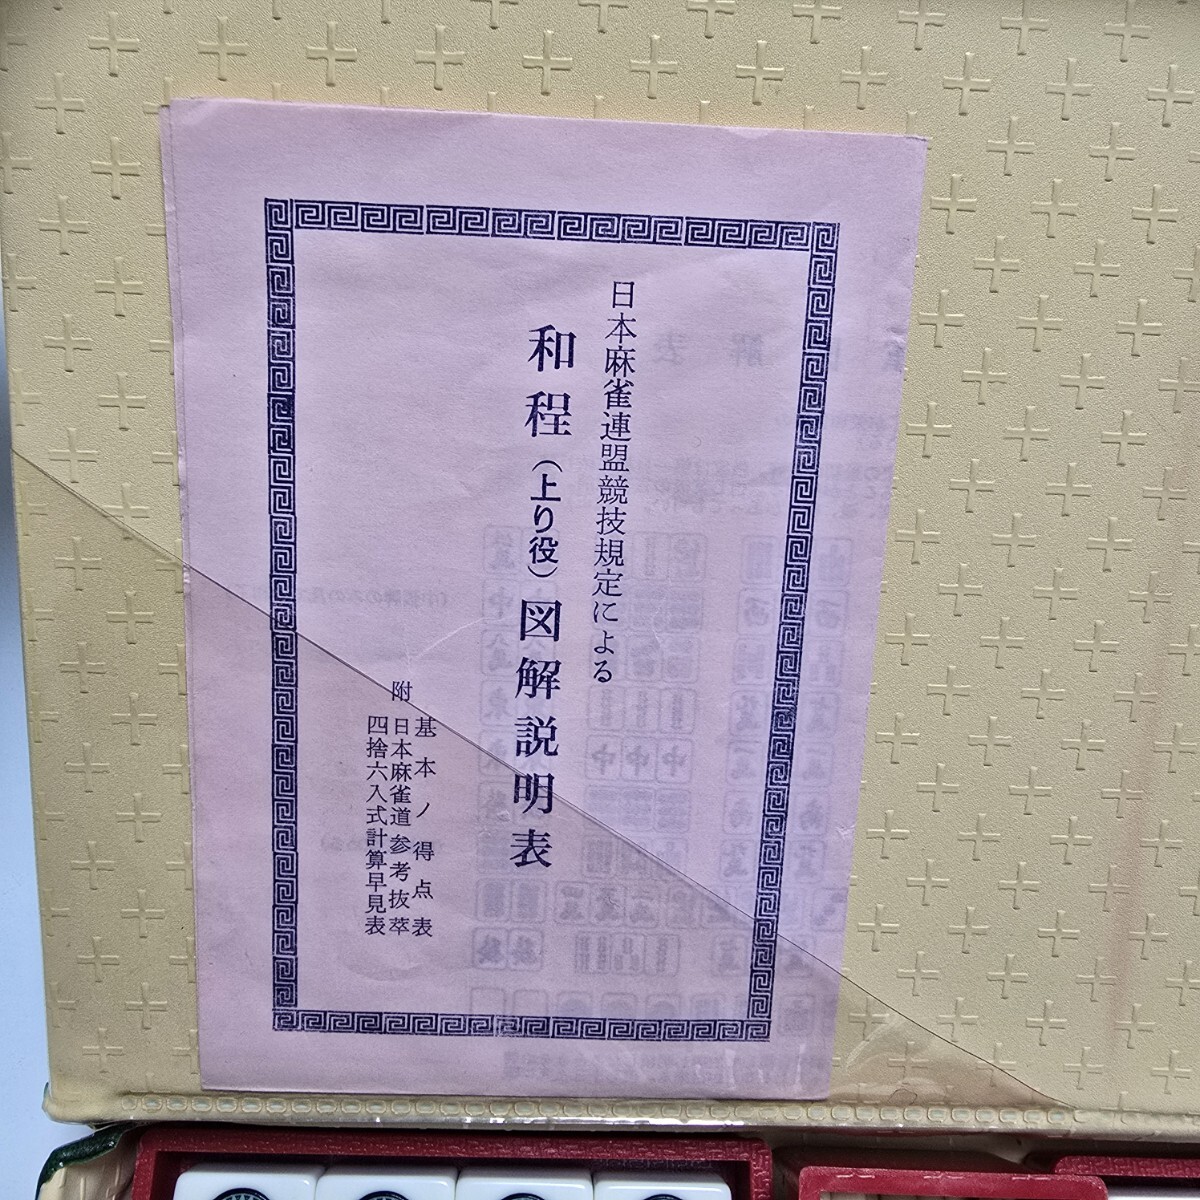 日本麻雀連盟競技規定による
和程（上り役）図解説明表
附
基本ノ得点表
日本麻雀道参考抜萃
四捨六入式計算早見表